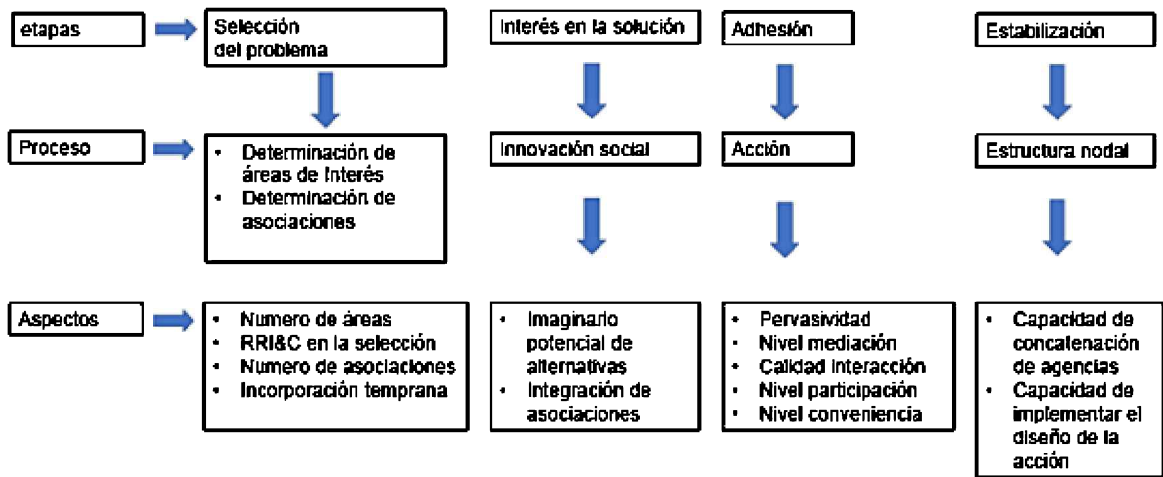 etapas
Selección
del problema
Interés en la solución
Adhesión
Estabilización
Proceso
• Determinación de
áreas de Interés
• Determinación de
asociaciones
Innovación social
Acción
Estructura nodal
Aspectos
• Numero de áreas
• RRI&C en la selección
• Numero de asociaciones
• Incorporación temprana
• Imaginario
potencial de
alternativas
• Integración de
asociaciones
• Pervasividad
• Nivel mediación
• Calidad Interacción
• Nivel participación
• Nivel conveniencia
• Capacidad de
concatenación
de agencias
• Capacidad de
implementar el
diseño de la
acción